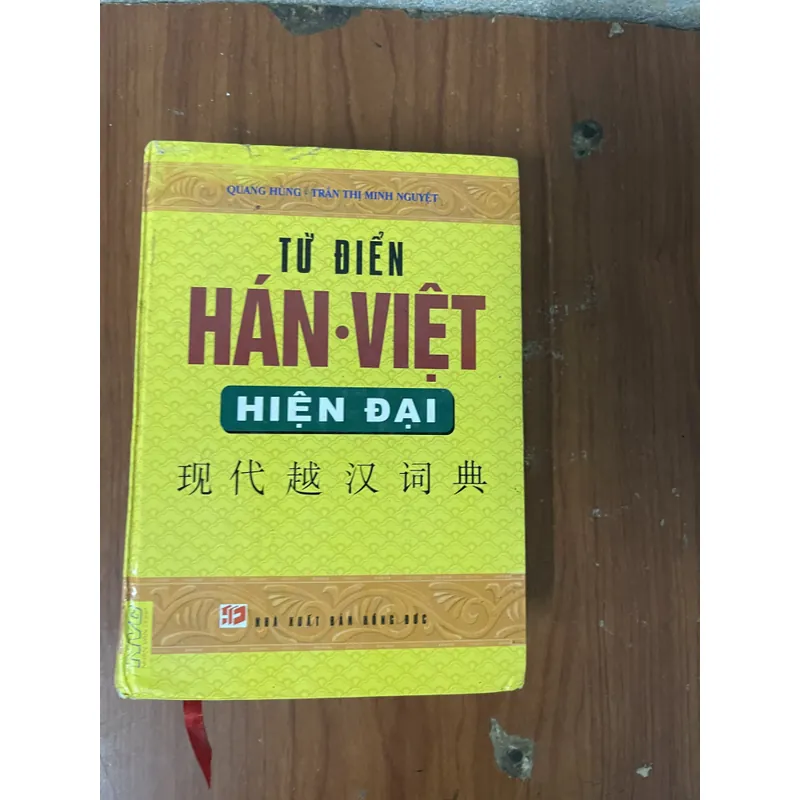 QUANG HÙNG - TRẦN THỊ MINH NGUYỆT
TỪ ĐIỂN
HÁN·VIỆT
HIỆN ĐẠI
现代越汉词典
NHÀ XUẤT BẢN HỒNG ĐỨC